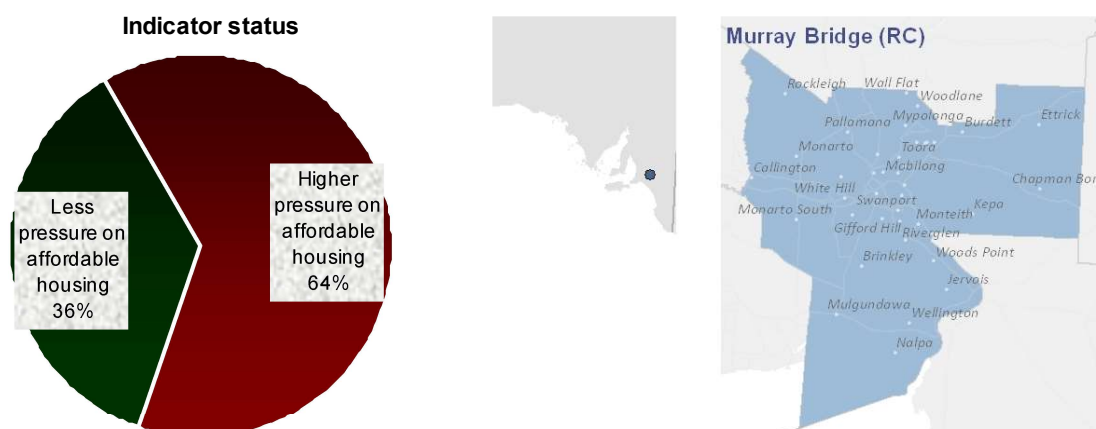 Indicator status
Less
pressure on
affordable
housing
36%
Higher
pressure on
affordable
housing
64%
Murray Bridge (RC)
Rockleigh
Wall Flat
Woodlane
Pallamana
Mypolonga
Burdett
Ettrick
Monarto
Toora
Callington
Mobilong
White Hill
Chapman Bor
Swanport
Monarto South
Monteith
Kepa
Gifford Hill
Riverglen
Brinkley
Woods Point
Jervois
Mulgundawa
Wellington
Nalpa